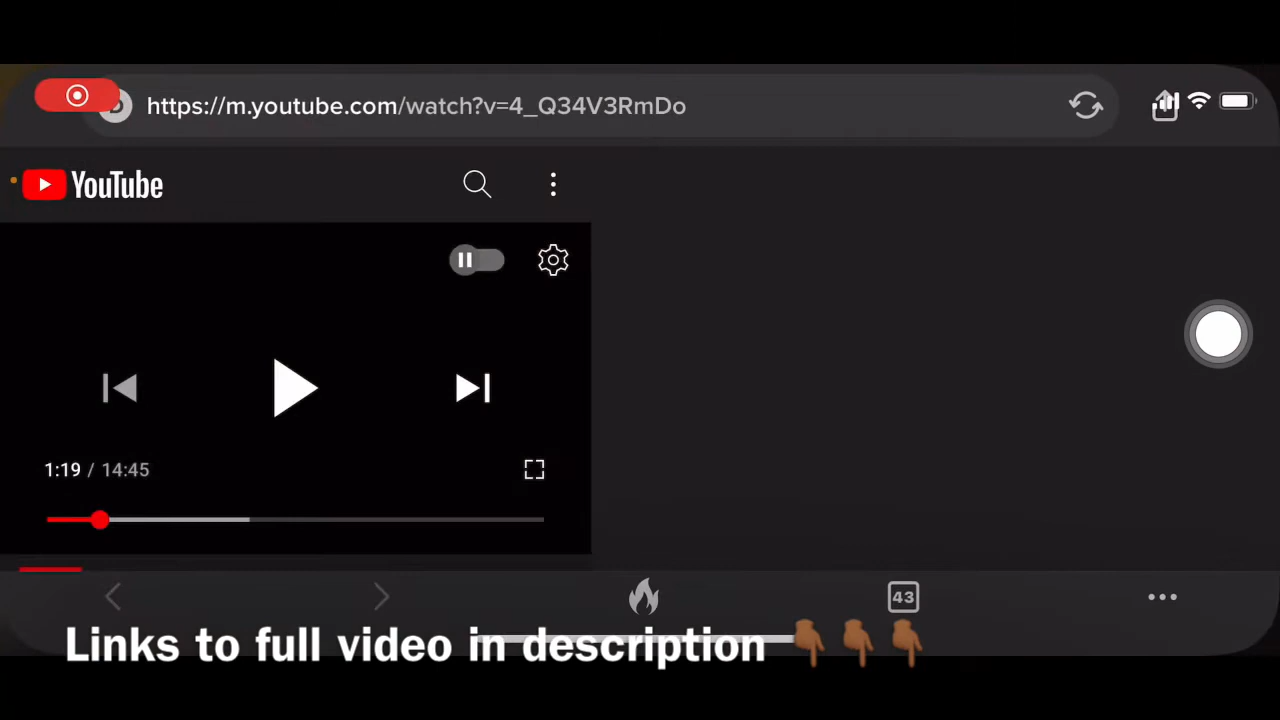 https://m.youtube.com/watch?v=4_Q34V3RmDo
YouTube
1:19 / 14:45
43
Links to full video in description👇🏾👇🏾👇🏾